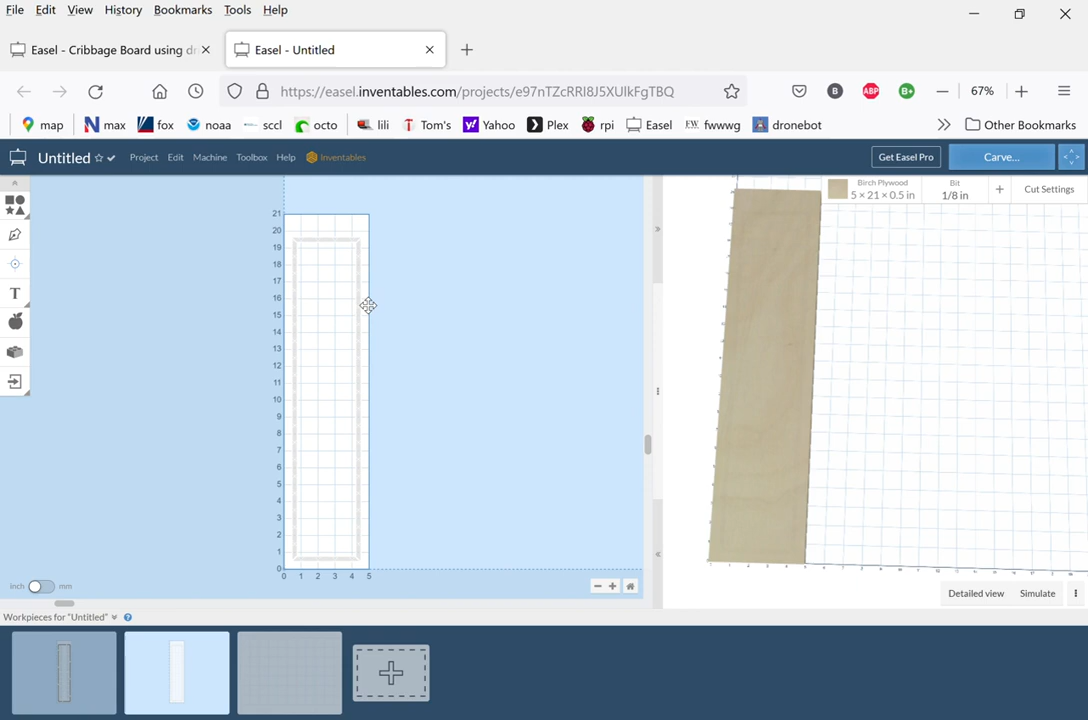 File Edit View History Bookmarks Tools Help
Easel - Cribbage Board using dr
Easel - Untitled
https://easel.inventables.com/projects/e97nTZcRRl8J5XUlkFgTBQ
67%
map max fox noaa sccl octo lili Tom's Yahoo Plex rpi Easel fwwwg dronebot Other Bookmarks
Untitled Project Edit Machine Toolbox Help Inventables Get Easel Pro Carve...
Birch Plywood
5 × 21 × 0.5 in
Bit
1/8 in
Cut Settings
21
20
19
18
17
16
15
14
13
12
11
10
9
8
7
6
5
4
3
2
1
0
0 1 2 3 4 5
inch mm
Detailed view Simulate
Workpieces for "Untitled"